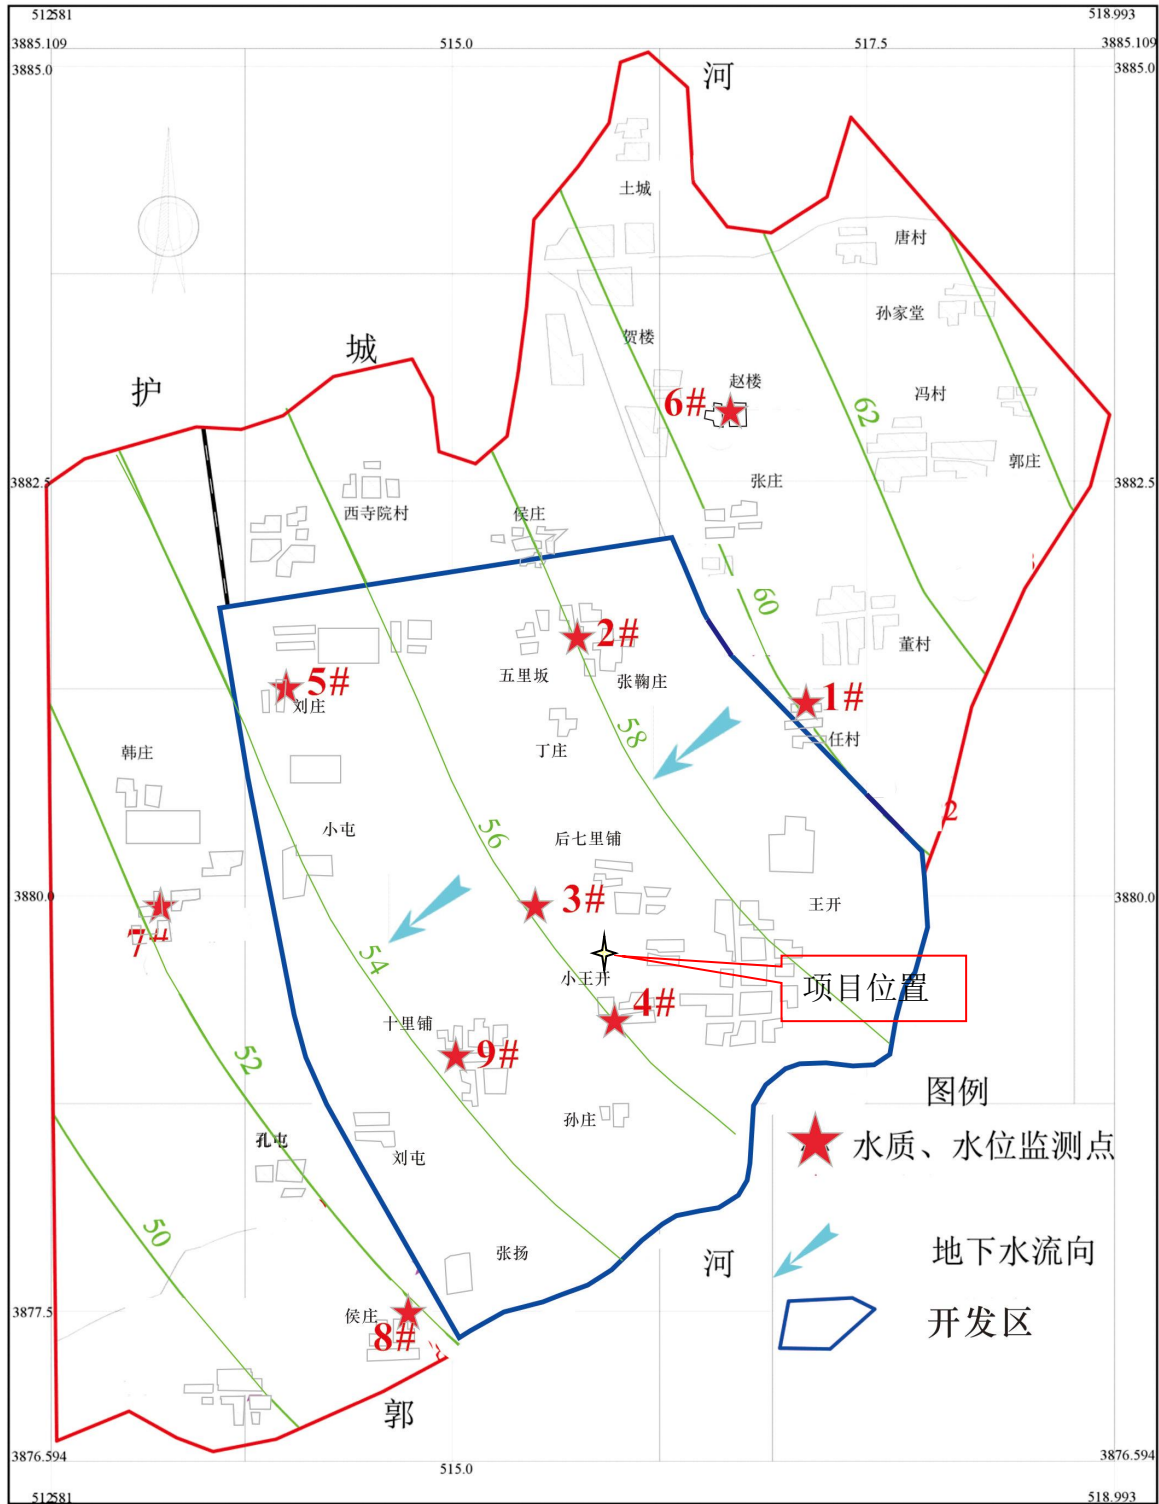 512581
518.993
3885.109
515.0
517.5
3885.109
3885.0
3885.0
河
土城
唐村
孙家堂
贺楼
城
护
赵楼
6#
冯村
62
郭庄
3882.5
张庄
3882.5
西寺院村
侯庄
60
2#
董村
五里坂
张鞠庄
5#
刘庄
1#
58
任村
韩庄
丁庄
2
小屯
56
后七里铺
3880.0
3#
王开
3880.0
7#
54
小王开
项目位置
4#
十里铺
9#
52
图例
孙庄
孔屯
水质、水位监测点
刘屯
50
张扬
河
地下水流向
3877.5
侯庄
3877.5
开发区
8#
郭
3876.594
515.0
3876.594
512581
518.993